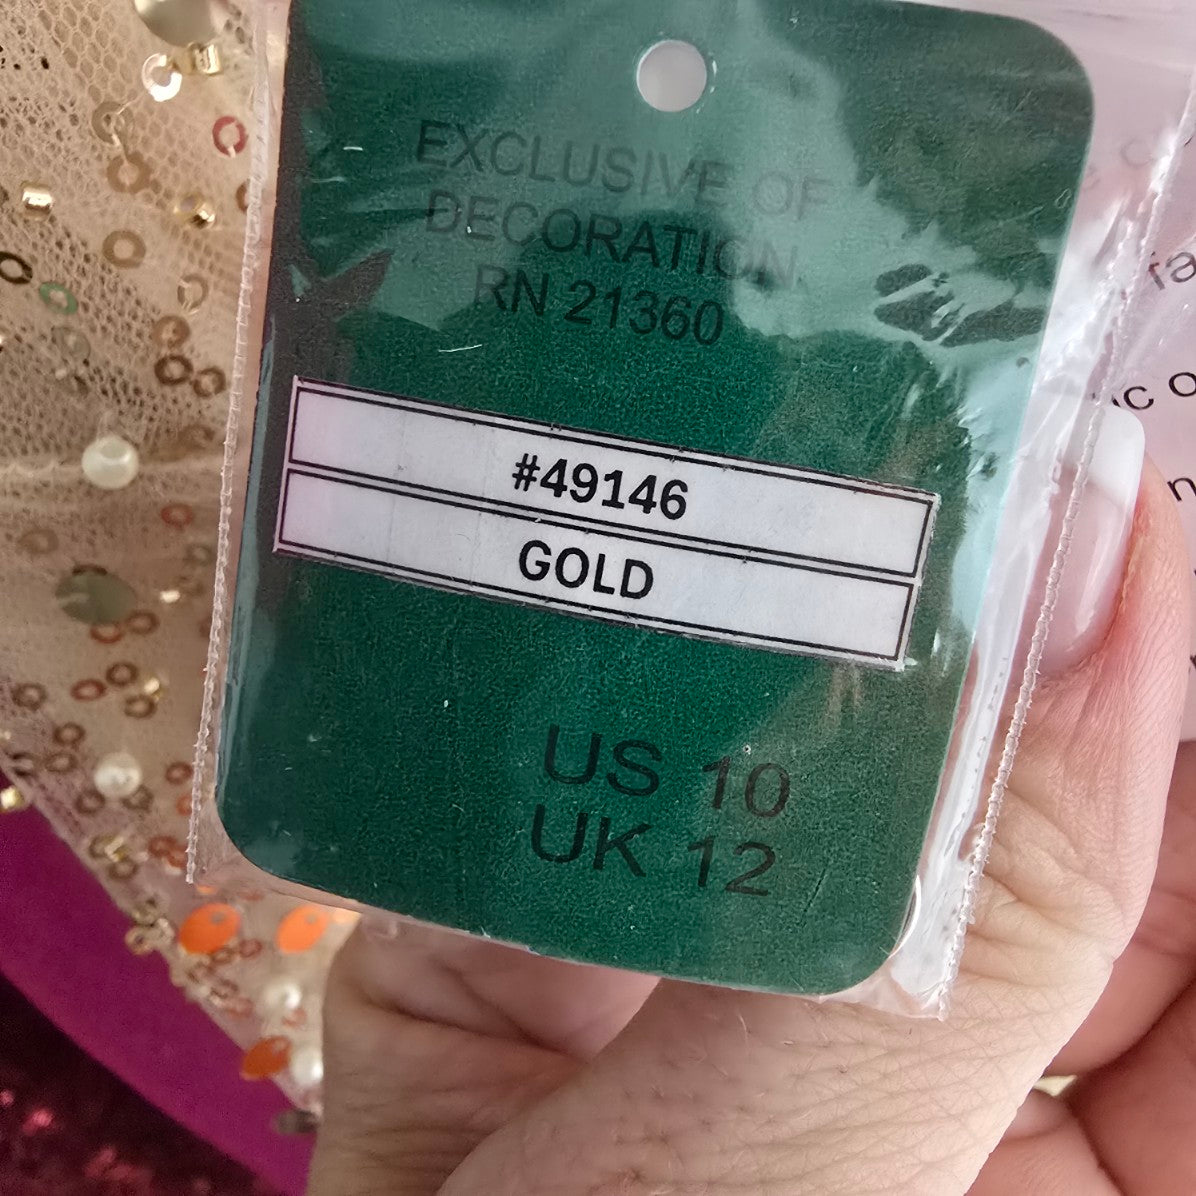 EXCLUSIVE OF
DECORATION
RN 21360
#49146
GOLD
US 10
UK 12